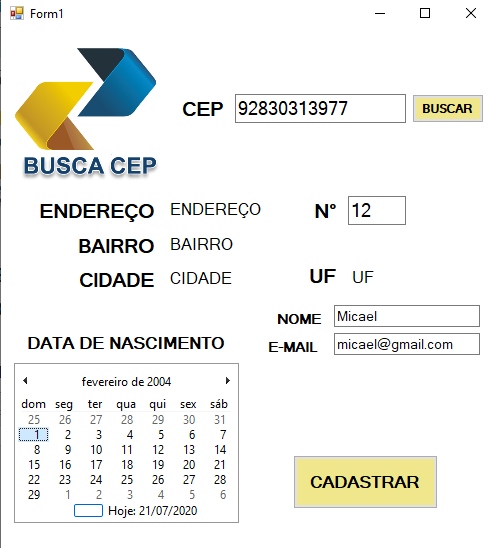 Form1
BUSCA CEP
CEP 92830313977 BUSCAR
ENDEREÇO ENDEREÇO N° 12
BAIRRO BAIRRO
CIDADE CIDADE UF UF
NOME Micael
E-MAIL micael@gmail.com
DATA DE NASCIMENTO
fevereiro de 2004
dom seg ter qua qui sex sáb
25 26 27 28 29 30 31
1 2 3 4 5 6 7
8 9 10 11 12 13 14
15 16 17 18 19 20 21
22 23 24 25 26 27 28
29 1 2 3 4 5 6
Hoje: 21/07/2020
CADASTRAR